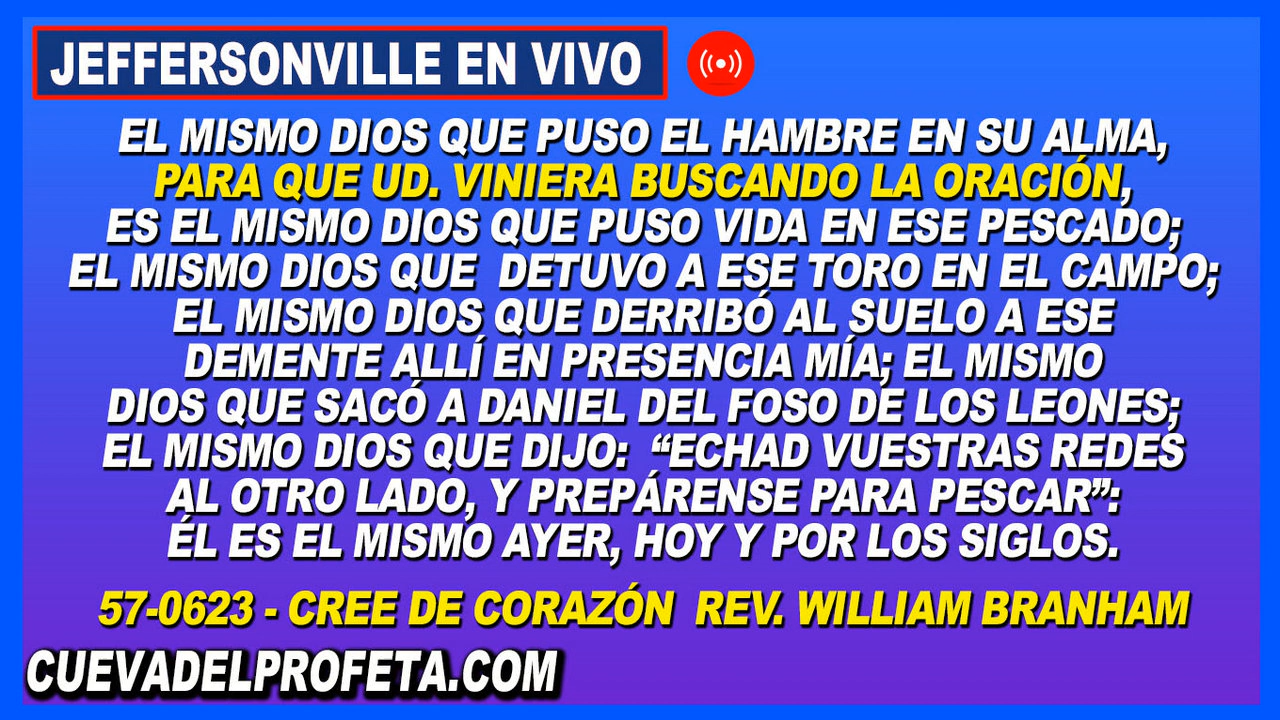 JEFFERSONVILLE EN VIVO
EL MISMO DIOS QUE PUSO EL HAMBRE EN SU ALMA,
PARA QUE UD. VINIERA BUSCANDO LA ORACIÓN,
ES EL MISMO DIOS QUE PUSO VIDA EN ESE PESCADO;
EL MISMO DIOS QUE DETUVO A ESE TORO EN EL CAMPO;
EL MISMO DIOS QUE DERRIBÓ AL SUELO A ESE
DEMENTE ALLÍ EN PRESENCIA MÍA; EL MISMO
DIOS QUE SACÓ A DANIEL DEL FOSO DE LOS LEONES;
EL MISMO DIOS QUE DIJO: “ECHAD VUESTRAS REDES
AL OTRO LADO, Y PREPÁRENSE PARA PESCAR”:
ÉL ES EL MISMO AYER, HOY Y POR LOS SIGLOS.
57-0623 - CREE DE CORAZÓN REV. WILLIAM BRANHAM
CUEVADELPROFETA.COM